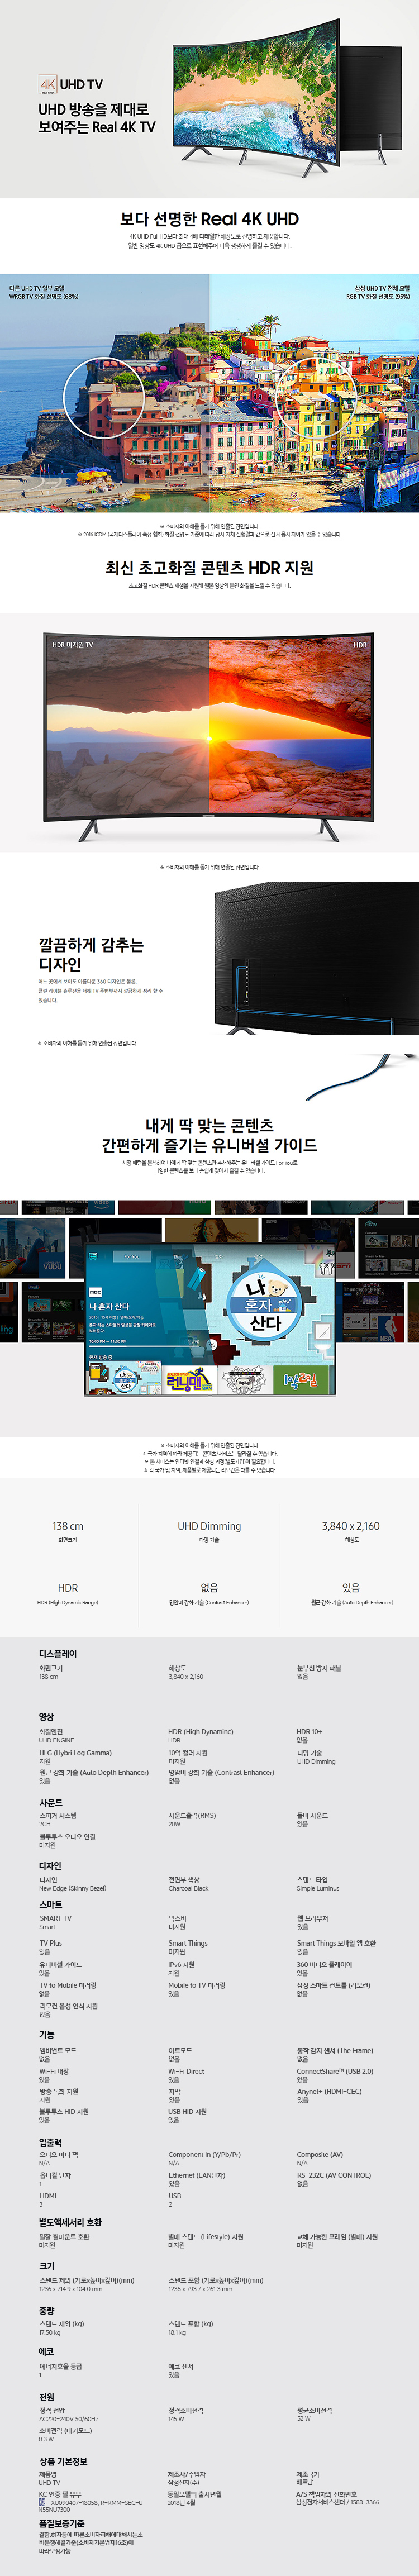 4K UHD TV
Real UHD
UHD 방송을 제대로
보여주는 Real 4K TV
보다 선명한 Real 4K UHD
4K UHD Full HD보다 최대 4배 디테일한 해상도로 선명하고 깨끗합니다.
일반 영상도 4K UHD 급으로 표현해주어 더욱 생생하게 즐길 수 있습니다.
다른 UHD TV 일부 모델
WRGB TV 화질 선명도 (68%)
삼성 UHD TV 전체 모델
RGB TV 화질 선명도 (95%)
※ 소비자의 이해를 돕기 위해 연출된 장면입니다.
※ 2016 ICDM (국제디스플레이 측정 협회) 화질 선명도 기준에 따라 당사 자체 실험결과 값으로 실 사용시 차이가 있을 수 있습니다.
최신 초고화질 콘텐츠 HDR 지원
초고화질 HDR 콘텐츠 재생을 지원해 원본 영상의 본연 화질을 느낄 수 있습니다.
HDR 미지원 TV
HDR
※ 소비자의 이해를 돕기 위해 연출된 장면입니다.
깔끔하게 감추는
디자인
어느 곳에서 보아도 아름다운 360 디자인은 물론,
클린 케이블 솔루션을 더해 TV 주변부까지 깔끔하게 정리 할 수
있습니다.
※ 소비자의 이해를 돕기 위해 연출된 장면입니다.
내게 딱 맞는 콘텐츠
간편하게 즐기는 유니버셜 가이드
시청 패턴을 분석하여 나에게 딱 맞는 콘텐츠만 추천해주는 유니버셜 가이드 For You로
다양한 콘텐츠를 보다 손쉽게 찾아서 즐길 수 있습니다.
VUDU
ESPN
NBA
For You
MBC
나 혼자 산다
10:00 PM ~ 11:00 PM
현재 방송 중
나 혼자 산다
런닝맨
1박2일
※ 소비자의 이해를 돕기 위해 연출된 장면입니다.
※ 국가 지역에 따라 제공되는 콘텐츠/서비스는 달라질 수 있습니다.
※ 본 서비스는 인터넷 연결과 삼성 계정(별도가입)이 필요합니다.
※ 각 국가 및 지역, 제품별로 제공되는 리모컨은 다를 수 있습니다.
138 cm
화면크기
UHD Dimming
디밍 기술
3,840 x 2,160
해상도
HDR
HDR (High Dynamic Range)
없음
명암비 강화 기술 (Contrast Enhancer)
있음
원근 강화 기술 (Auto Depth Enhancer)
디스플레이
화면크기
138 cm
해상도
3,840 x 2,160
눈부심 방지 패널
없음
영상
화질엔진
UHD ENGINE
HDR (High Dynaminc)
HDR
HDR 10+
없음
HLG (Hybri Log Gamma)
지원
10억 컬러 지원
미지원
디밍 기술
UHD Dimming
원근 강화 기술 (Auto Depth Enhancer)
있음
명암비 강화 기술 (Contrast Enhancer)
없음
사운드
스피커 시스템
2CH
사운드출력(RMS)
20W
돌비 사운드
있음
블루투스 오디오 연결
미지원
디자인
디자인
New Edge (Skinny Bezel)
전면부 색상
Charcoal Black
스탠드 타입
Simple Luminus
스마트
SMART TV
Smart
빅스비
미지원
웹 브라우저
있음
TV Plus
있음
Smart Things
미지원
Smart Things 모바일 앱 호환
있음
유니버셜 가이드
있음
IPv6 지원
지원
360 비디오 플레이어
있음
TV to Mobile 미러링
없음
Mobile to TV 미러링
있음
삼성 스마트 컨트롤 (리모컨)
없음
리모컨 음성 인식 지원
없음
기능
앰비언트 모드
없음
아트모드
없음
동작 감지 센서 (The Frame)
없음
Wi-Fi 내장
있음
Wi-Fi Direct
있음
ConnectShare™ (USB 2.0)
있음
방송 녹화 지원
지원
자막
있음
Anynet+ (HDMI-CEC)
있음
블루투스 HID 지원
있음
USB HID 지원
있음
입출력
오디오 미니 잭
N/A
Component In (Y/Pb/Pr)
N/A
Composite (AV)
N/A
옵티컬 단자
1
Ethernet (LAN단자)
있음
RS-232C (AV CONTROL)
없음
HDMI
3
USB
2
별도액세서리 호환
밀착 월마운트 호환
미지원
별매 스탠드 (Lifestyle) 지원
미지원
교체 가능한 프레임 (별매) 지원
미지원
크기
스탠드 제외 (가로x높이x깊이)(mm)
1236 x 714.9 x 104.0 mm
스탠드 포함 (가로x높이x깊이)(mm)
1236 x 793.7 x 261.3 mm
중량
스탠드 제외 (kg)
17.50 kg
스탠드 포함 (kg)
18.1 kg
에코
에너지효율 등급
1
에코 센서
있음
전원
정격 전압
AC220-240V 50/60Hz
정격소비전력
145 W
평균소비전력
52 W
소비전력 (대기모드)
0.3 W
상품 기본정보
제품명
UHD TV
제조사/수입자
삼성전자(주)
제조국가
베트남
KC 인증 필 유무
XU090407-18058, R-RMM-SEC-U
N55NU7300
동일모델의 출시년월
2018년 4월
A/S 책임자와 전화번호
삼성전자서비스센터 / 1588-3366
품질보증기준
결함.하자등에 따른소비자피해에대해서는소
비분쟁해결기준(소비자기본법제16조)에
따라보상가능